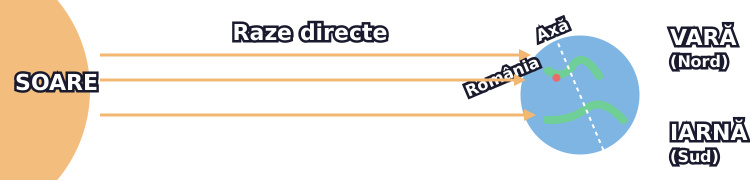 SOARE
Raze directe
Axă
România
VARĂ
(Nord)
IARNĂ
(Sud)